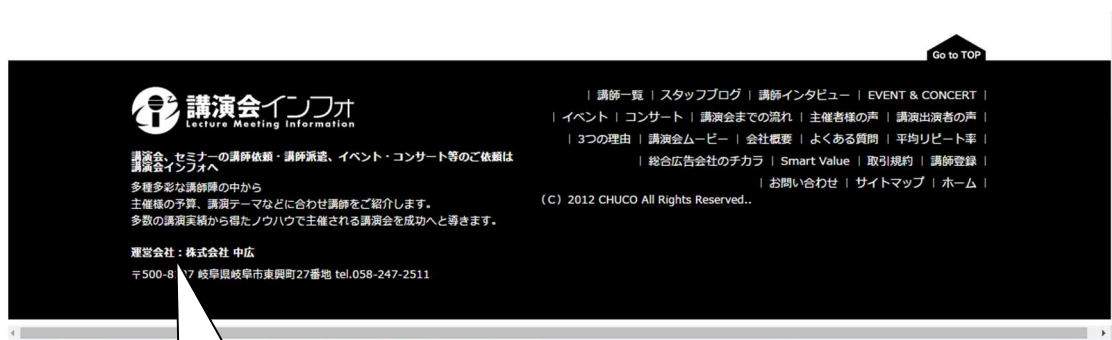 Go to TOP
講演会インフォ
Lecture Meeting Information
講演会、セミナーの講師依頼・講師派遣、イベント・コンサート等のご依頼は
講演会インフォへ
多種多彩な講師陣の中から
主催様の予算、講演テーマなどに合わせ講師をご紹介します。
多数の講演実績から得たノウハウで主催される講演会を成功へと導きます。
運営会社：株式会社 中広
岐阜県岐阜市東興町27番地 tel.058-247-2511
| 講師一覧 | スタッフブログ | 講師インタビュー | EVENT & CONCERT |
| イベント | コンサート | 講演会までの流れ | 主催者様の声 | 講演出演者の声 |
| 3つの理由 | 講演会ムービー | 会社概要 | よくある質問 | 平均リピート率 |
| 総合広告会社のチカラ | Smart Value | 取引規約 | 講師登録 |
| お問い合わせ | サイトマップ | ホーム |
(C) 2012 CHUCO All Rights Reserved..